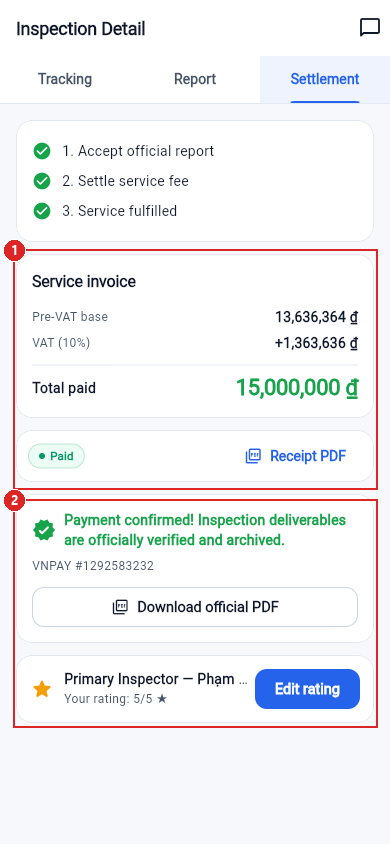 Inspection Detail
Tracking
Report
Settlement
1. Accept official report
2. Settle service fee
3. Service fulfilled
1
Service invoice
Pre-VAT base
13,636,364 ₫
VAT (10%)
+1,363,636 ₫
Total paid
15,000,000 ₫
Paid
PDF
Receipt PDF
2
Payment confirmed! Inspection deliverables
are officially verified and archived.
VNPAY #1292583232
PDF
Download official PDF
Primary Inspector — Phạm ...
Your rating: 5/5 ★
Edit rating